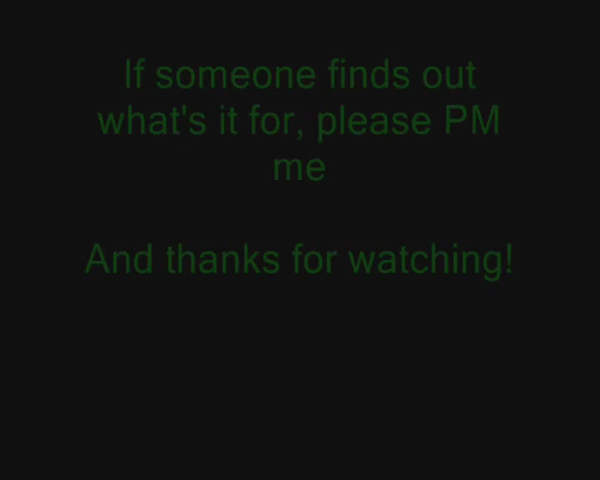 If someone finds out
what's it for, please PM
me
And thanks for watching!